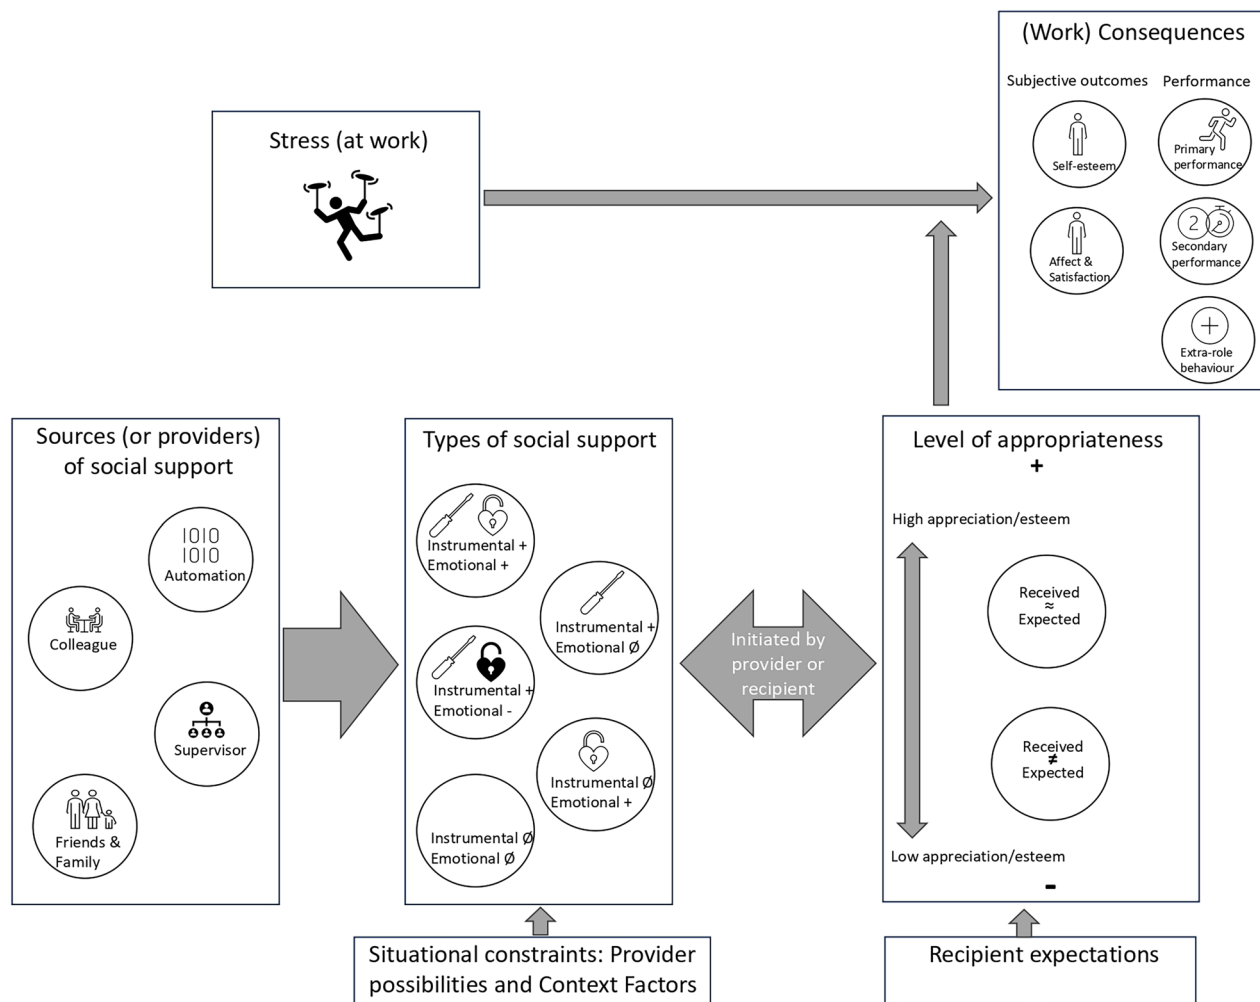 (Work) Consequences
Subjective outcomes
Performance
Self-esteem
Primary
performance
Affect &
Satisfaction
2
Secondary
performance
+
Extra-role
behaviour
Stress (at work)
Sources (or providers)
of social support
1010
1010
Automation
Colleague
Supervisor
Friends &
Family
Types of social support
Instrumental +
Emotional +
Instrumental +
Emotional Ø
Instrumental +
Emotional -
Instrumental Ø
Emotional +
Instrumental Ø
Emotional Ø
Initiated by
provider or
recipient
Level of appropriateness
+
High appreciation/esteem
Received
≈
Expected
Received
≠
Expected
Low appreciation/esteem
-
Situational constraints: Provider
possibilities and Context Factors
Recipient expectations